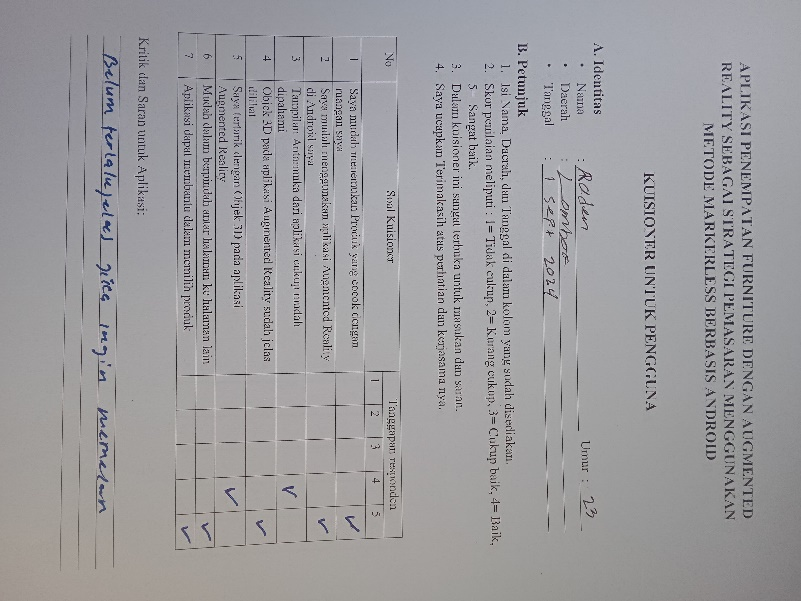 APLIKASI PENEMPATAN FURNITURE DENGAN AUGMENTED
REALITY SEBAGAI STRATEGI PEMASARAN MENGGUNAKAN
METODE MARKERLESS BERBASIS ANDROID
KUISIONER UNTUK PENGGUNA
A. Identitas
• Nama : Raden Umur : 23
• Daerah :
• Tanggal : 1 Sept 2024
B. Petunjuk
1. Isi Nama, Daerah, dan Tanggal di dalam kolom yang sudah disediakan.
2. Skor penilaian meliputi : 1= Tidak cukup, 2= Kurang cukup, 3= Cukup baik, 4= Baik,
5 = Sangat baik.
3. Dalam kuisioner ini sangat terbuka untuk masukan dan saran.
4. Saya ucapkan Terimakasih atas perhatian dan kerjasama nya.
No Soal Kuisioner Tanggapan responden
1 2 3 4 5
1 Saya mudah menemukan Produk yang cocok dengan
ruangan saya ✓
2 Saya mudah menggunakan aplikasi Augmented Reality
di Android saya ✓
3 Tampilan Antarmuka dari aplikasi cukup mudah
dipahami ✓
4 Objek 3D pada aplikasi Augmented Reality sudah jelas
dilihat ✓
5 Saya tertarik dengan Objek 3D pada aplikasi
Augmented Reality ✓
6 Mudah dalam berpindah antar halaman ke halaman lain ✓
7 Aplikasi dapat membantu dalam memilih produk ✓
Kritik dan Saran untuk Aplikasi:
Belum terlalu jelas jika ingin memesan